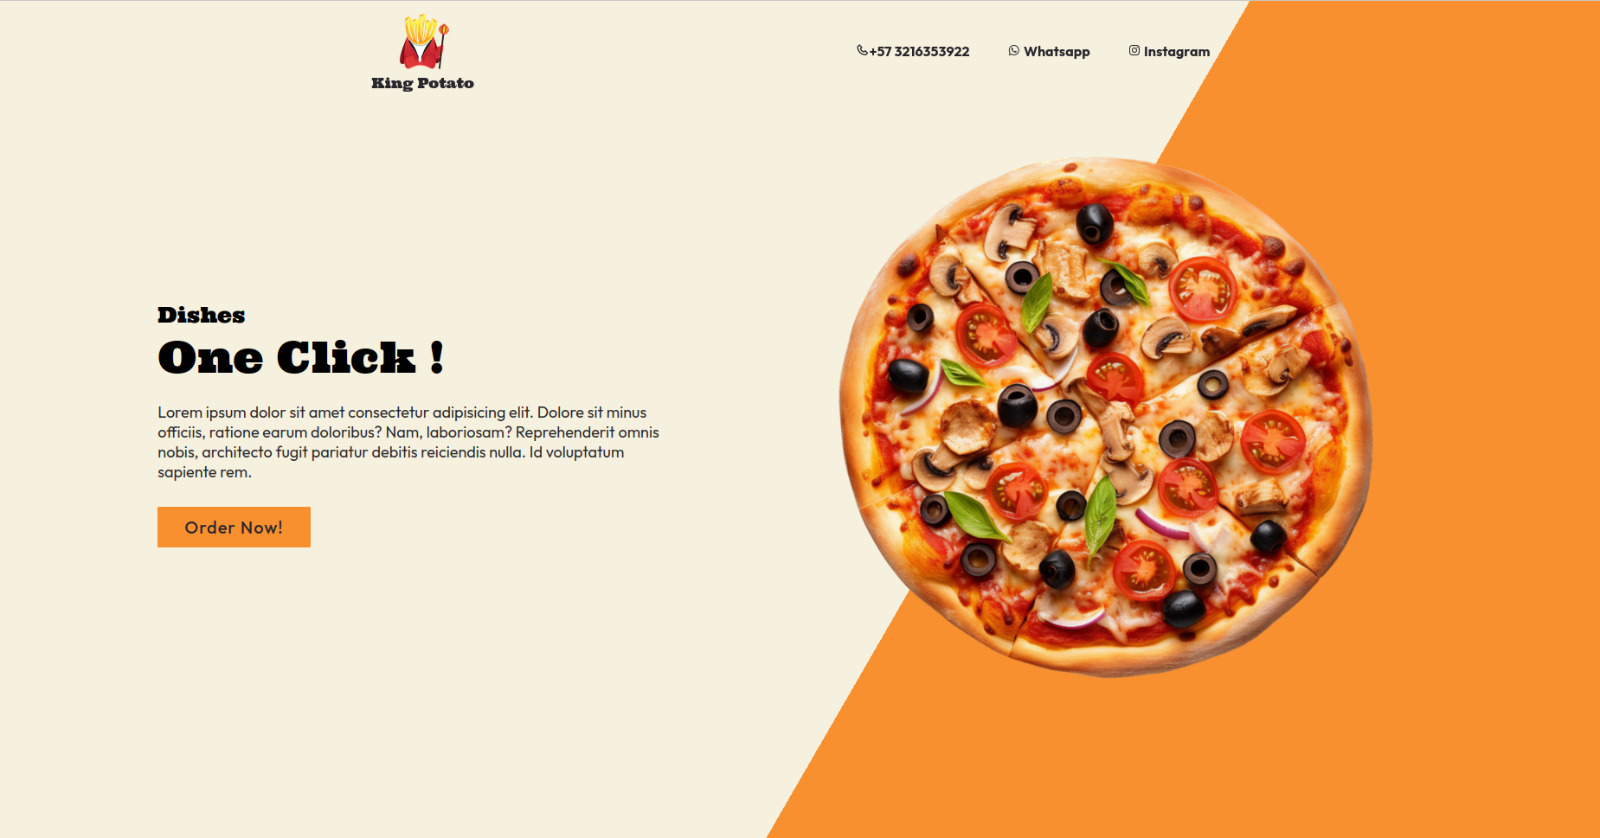 King Potato
+57 3216353922
Whatsapp
Instagram
Dishes
One Click !
Lorem ipsum dolor sit amet consectetur adipisicing elit. Dolore sit minus
officiis, ratione earum doloribus? Nam, laboriosam? Reprehenderit omnis
nobis, architecto fugit pariatur debitis reiciendis nulla. Id voluptatum
sapiente rem.
Order Now!